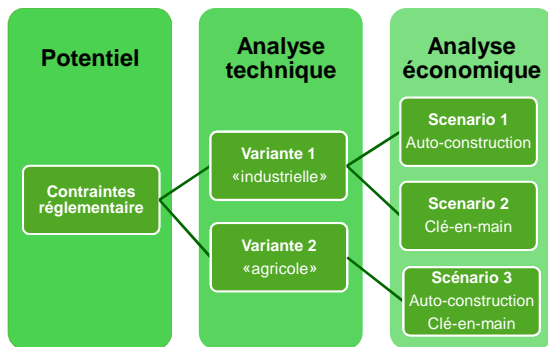 Potentiel
Contraintes
réglementaire
Analyse
technique
Variante 1
«industrielle»
Variante 2
«agricole»
Analyse
économique
Scenario 1
Auto-construction
Scenario 2
Clé-en-main
Scénario 3
Auto-construction
Clé-en-main